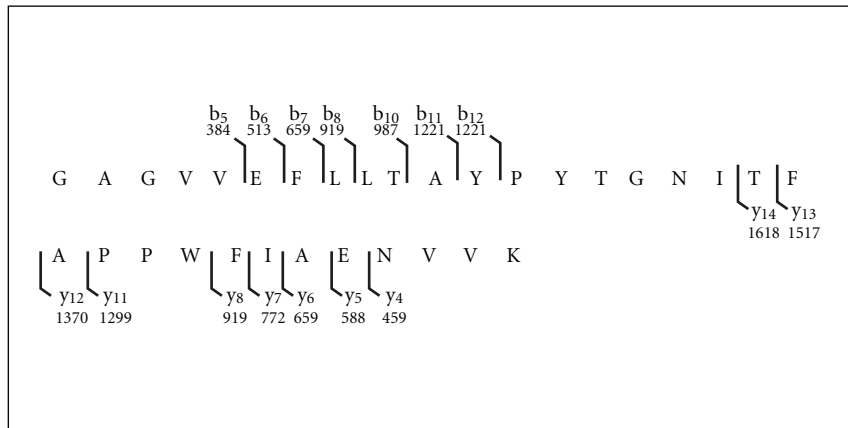 b5 b6 b7 b8 b10 b11 b12
384 513 659 919 987 1221 1221
G A G V V E F L L T A Y P Y T G N I T F
y14 y13
1618 1517
A P P W F I A E N V V K
y12 y11 y8 y7 y6 y5 y4
1370 1299 919 772 659 588 459